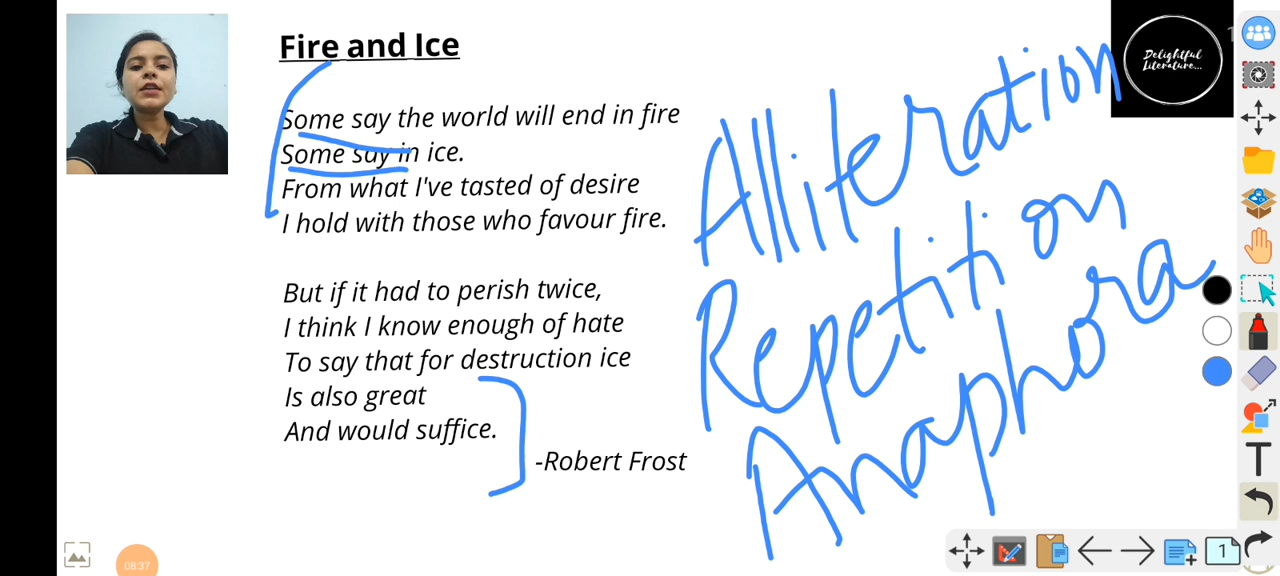 Fire and Ice
Some say the world will end in fire
Some say in ice.
From what I've tasted of desire
I hold with those who favour fire.
But if it had to perish twice,
I think I know enough of hate
To say that for destruction ice
Is also great
And would suffice.
-Robert Frost
Alliteration
Repetition
Anaphora
Delightful
Literature...
08:37
T
1